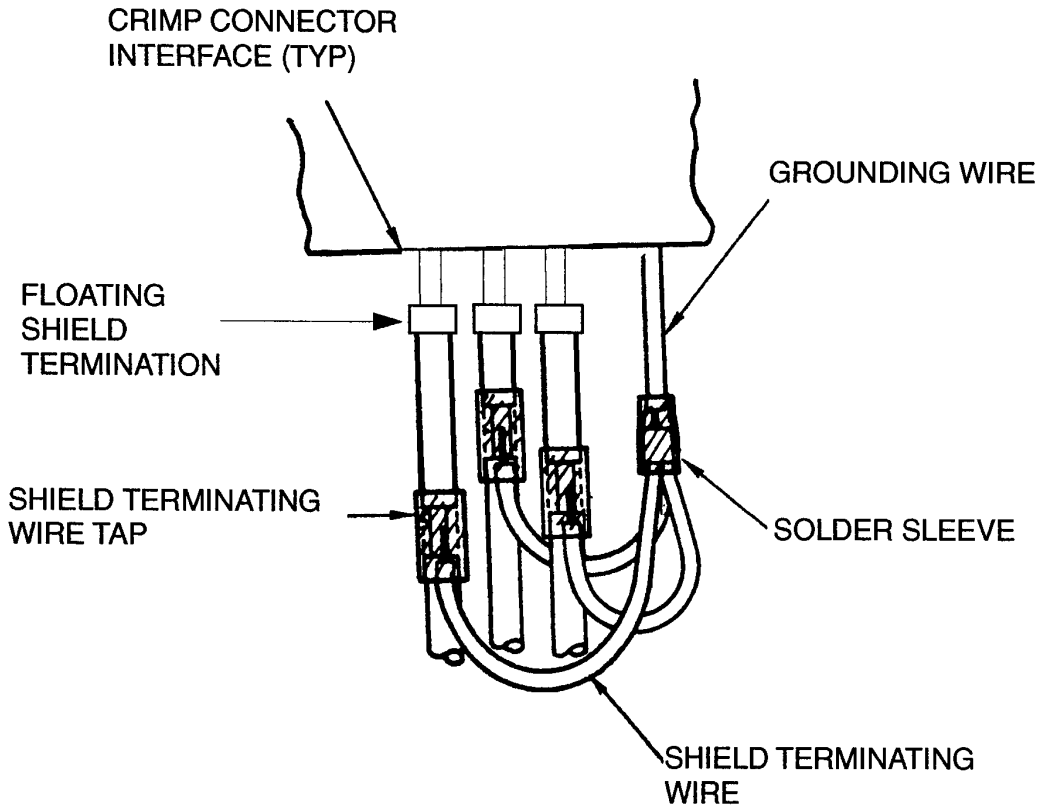 CRIMP CONNECTOR
INTERFACE (TYP)
GROUNDING WIRE
FLOATING
SHIELD
TERMINATION
SHIELD TERMINATING
WIRE TAP
SOLDER SLEEVE
SHIELD TERMINATING
WIRE